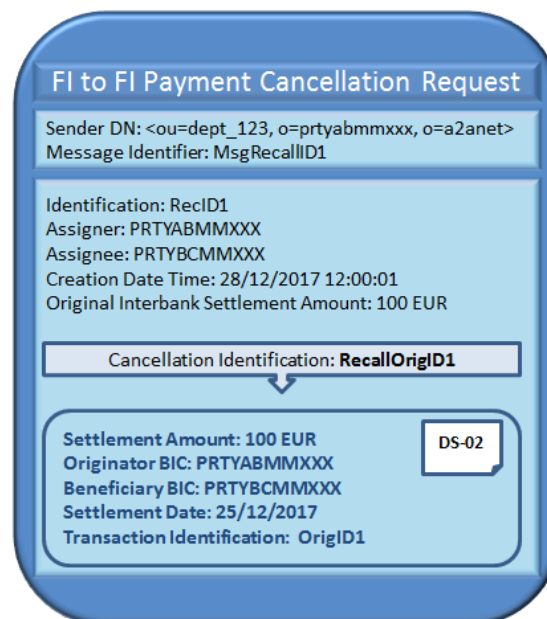 FI to FI Payment Cancellation Request
Sender DN: <ou=dept_123, o=prtyabmmxxx, o=a2anet>
Message Identifier: MsgRecallID1
Identification: RecID1
Assigner: PRTYABMMXXX
Assignee: PRTYBCMMXXX
Creation Date Time: 28/12/2017 12:00:01
Original Interbank Settlement Amount: 100 EUR
Cancellation Identification: RecallOrigID1
Settlement Amount: 100 EUR
Originator BIC: PRTYABMMXXX
Beneficiary BIC: PRTYBCMMXXX
Settlement Date: 25/12/2017
Transaction Identification: OrigID1
DS-02